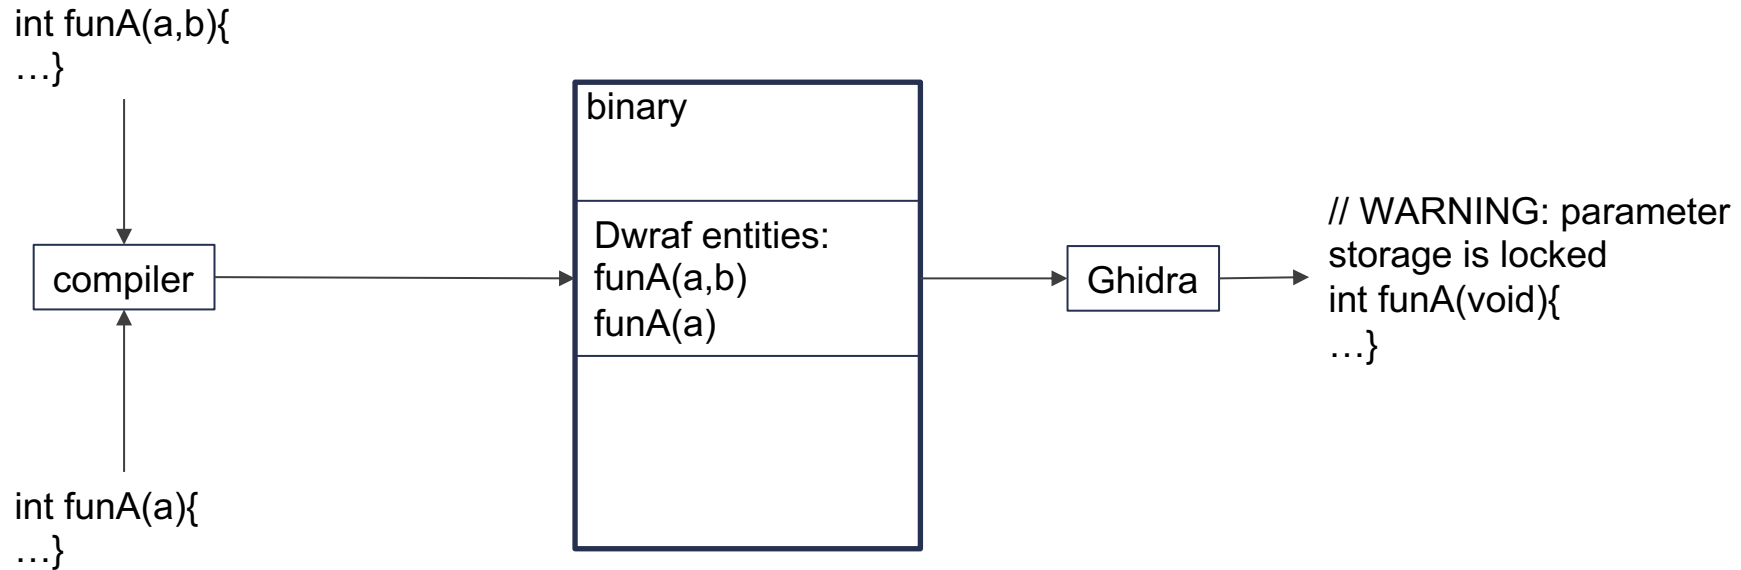 int funA(a,b){
…}
compiler
int funA(a){
…}
binary
Dwraf entities:
funA(a,b)
funA(a)
Ghidra
// WARNING: parameter
storage is locked
int funA(void){
…}